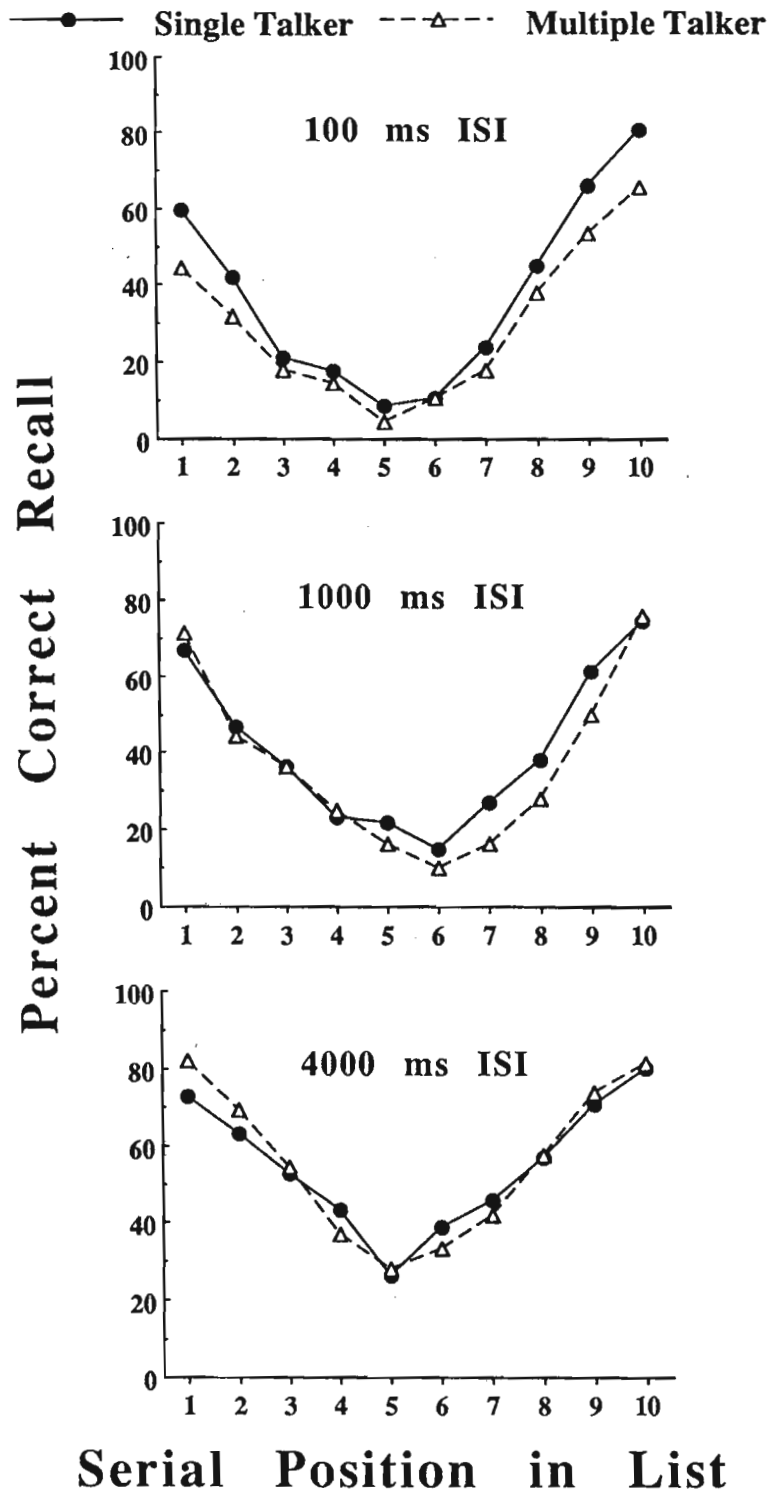 Single Talker Multiple Talker
100
100 ms ISI
80
60
40
20
0
1 2 3 4 5 6 7 8 9 10
100
1000 ms ISI
80
60
40
20
0
1 2 3 4 5 6 7 8 9 10
100
4000 ms ISI
80
60
40
20
0
1 2 3 4 5 6 7 8 9 10
Percent Correct Recall
Serial Position in List